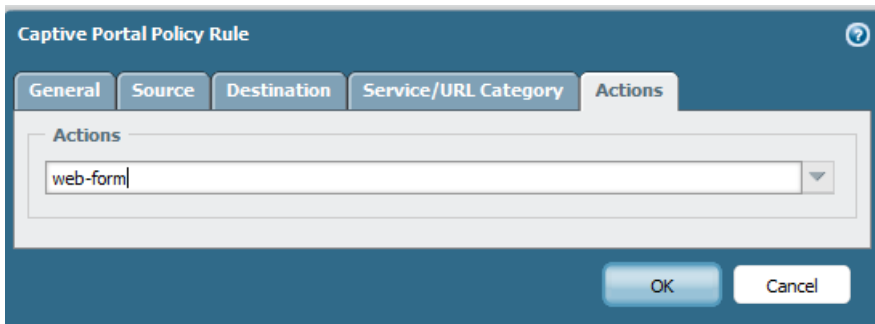 Captive Portal Policy Rule
General Source Destination Service/URL Category Actions
Actions
web-form
OK Cancel